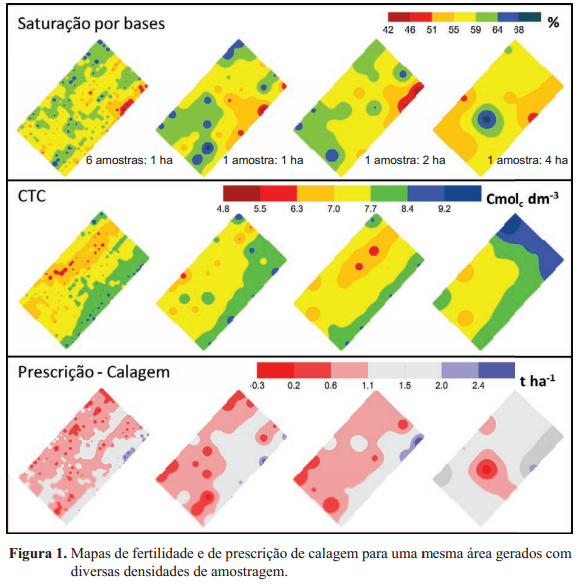 Saturação por bases
42 46 51 55 59 64 68 %
6 amostras: 1 ha
1 amostra: 1 ha
1 amostra: 2 ha
1 amostra: 4 ha
CTC
4.8 5.5 6.3 7.0 7.7 8.4 9.2 Cmolc dm-3
Prescrição - Calagem
-0.3 0.2 0.6 1.1 1.5 2.0 2.4 t ha-1
Figura 1. Mapas de fertilidade e de prescrição de calagem para uma mesma área gerados com
diversas densidades de amostragem.